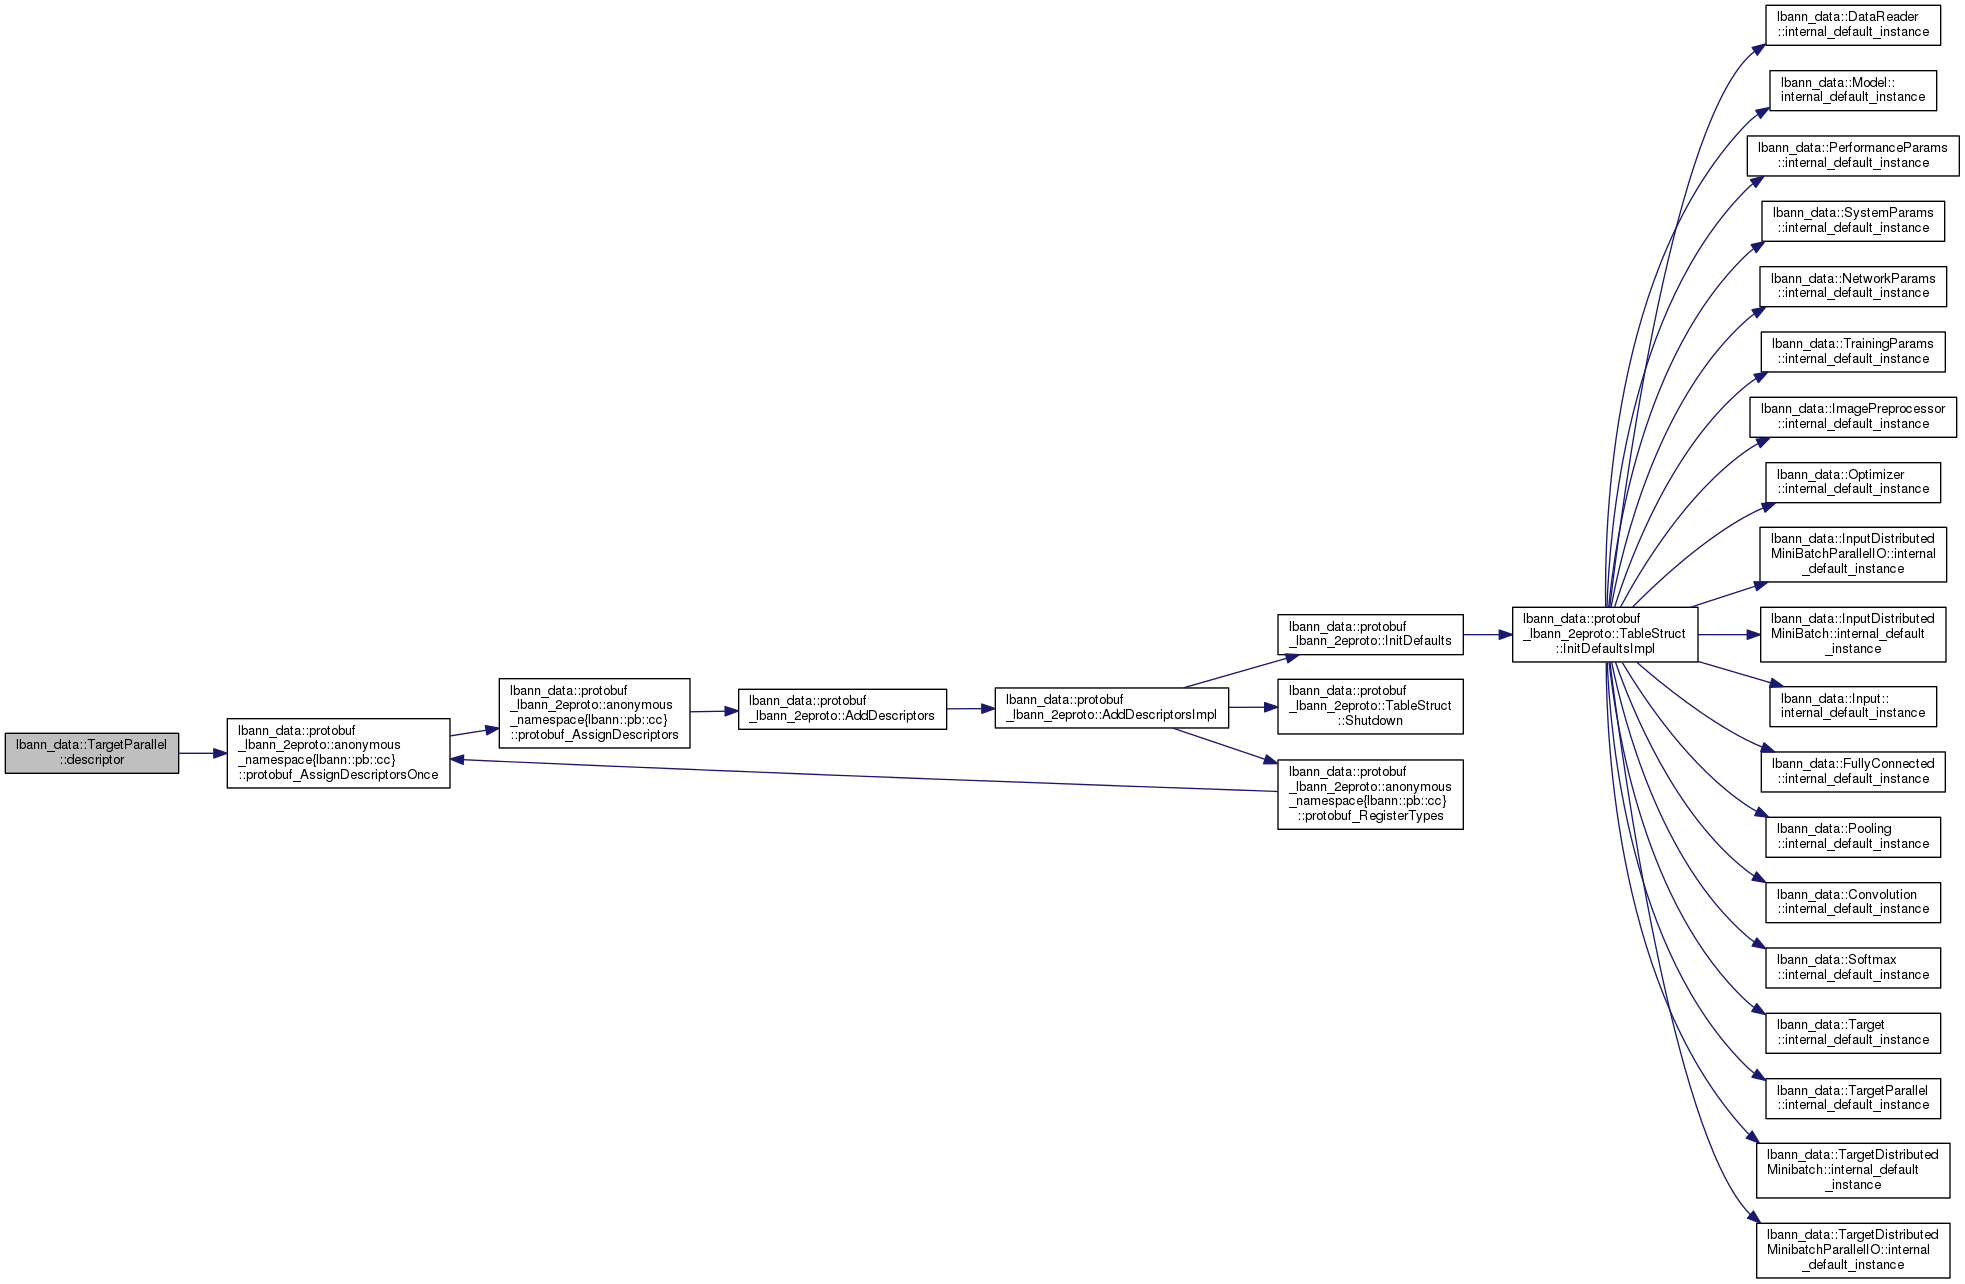 lbann_data::TargetParallel
::descriptor
lbann_data::protobuf
_lbann_2eproto::anonymous
_namespace{lbann::pb::cc}
::protobuf_AssignDescriptorsOnce
lbann_data::protobuf
_lbann_2eproto::anonymous
_namespace{lbann::pb::cc}
::protobuf_AssignDescriptors
lbann_data::protobuf
_lbann_2eproto::AddDescriptors
lbann_data::protobuf
_lbann_2eproto::AddDescriptorsImpl
lbann_data::protobuf
_lbann_2eproto::InitDefaults
lbann_data::protobuf
_lbann_2eproto::TableStruct
::Shutdown
lbann_data::protobuf
_lbann_2eproto::anonymous
_namespace{lbann::pb::cc}
::protobuf_RegisterTypes
lbann_data::protobuf
_lbann_2eproto::TableStruct
::InitDefaultsImpl
lbann_data::DataReader
::internal_default_instance
lbann_data::Model::
internal_default_instance
lbann_data::PerformanceParams
::internal_default_instance
lbann_data::SystemParams
::internal_default_instance
lbann_data::NetworkParams
::internal_default_instance
lbann_data::TrainingParams
::internal_default_instance
lbann_data::ImagePreprocessor
::internal_default_instance
lbann_data::Optimizer
::internal_default_instance
lbann_data::InputDistributed
MiniBatchParallelIO::internal
_default_instance
lbann_data::InputDistributed
MiniBatch::internal_default
_instance
lbann_data::Input::
internal_default_instance
lbann_data::FullyConnected
::internal_default_instance
lbann_data::Pooling
::internal_default_instance
lbann_data::Convolution
::internal_default_instance
lbann_data::Softmax
::internal_default_instance
lbann_data::Target
::internal_default_instance
lbann_data::TargetParallel
::internal_default_instance
lbann_data::TargetDistributed
Minibatch::internal_default
_instance
lbann_data::TargetDistributed
MinibatchParallelIO::internal
_default_instance